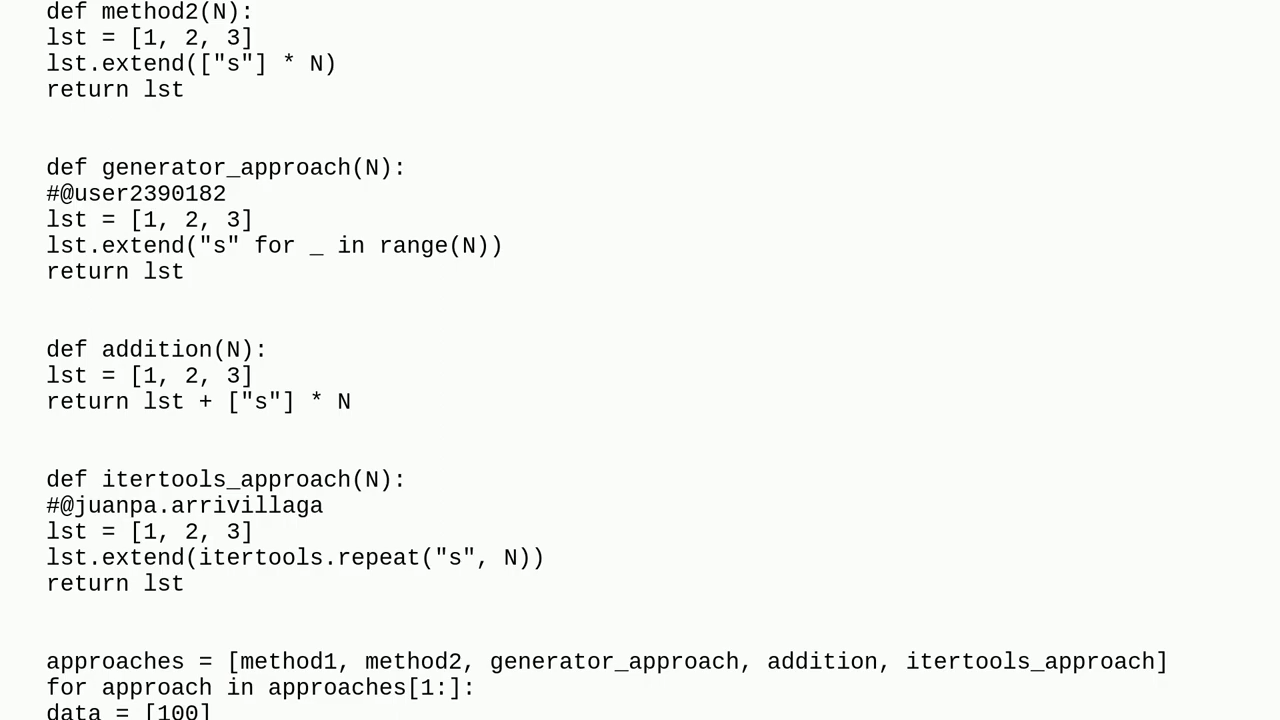 def method2(N):
lst = [1, 2, 3]
lst.extend(["s"] * N)
return lst
def generator_approach(N):
#@user2390182
lst = [1, 2, 3]
lst.extend("s" for _ in range(N))
return lst
def addition(N):
lst = [1, 2, 3]
return lst + ["s"] * N
def itertools_approach(N):
#@juanpa.arrivillaga
lst = [1, 2, 3]
lst.extend(itertools.repeat("s", N))
return lst
approaches = [method1, method2, generator_approach, addition, itertools_approach]
for approach in approaches[1:]:
data = [100]